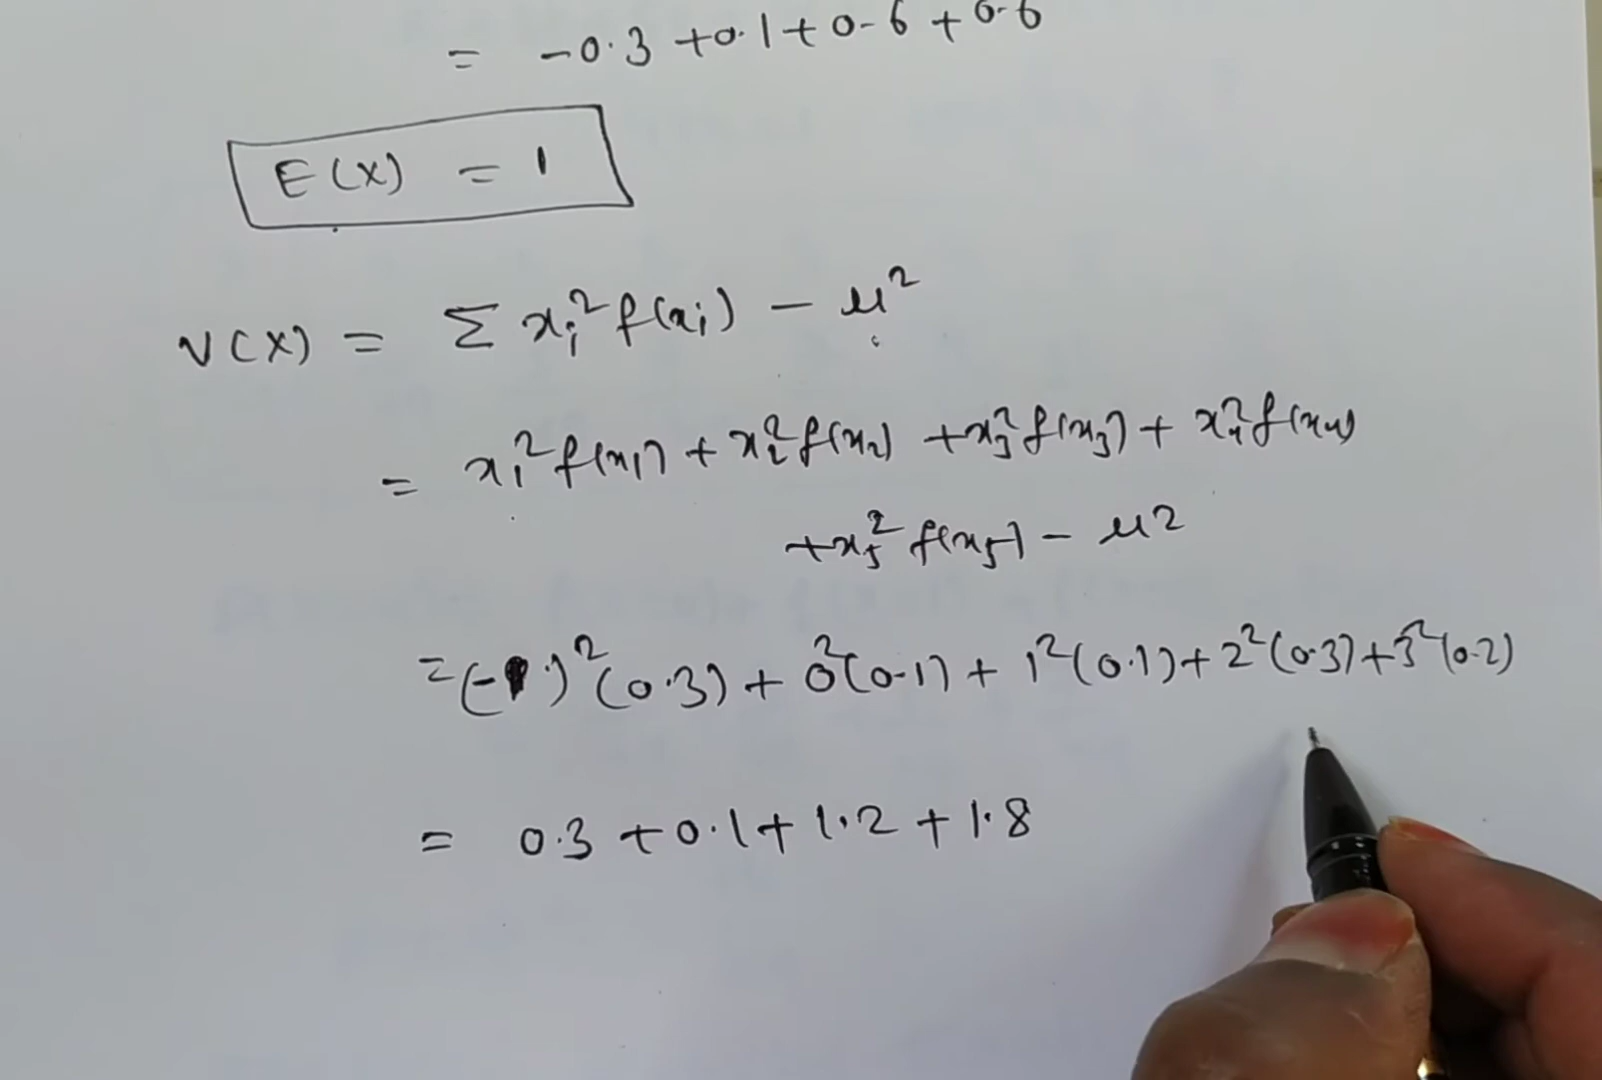 = -0.3 +0.1+0.6+0.6
E(X) = 1
V(X) = Σ xᵢ² f(xᵢ) - μ²
= x₁² f(x₁) + x₂² f(x₂) + x₃² f(x₃) + x₄² f(x₄)
+x₅² f(x₅) - μ²
=(-1)²(0.3) + 0²(0.1) + 1²(0.1)+2²(0.3)+3²(0.2)
= 0.3 +0.1+ 1.2 + 1.8